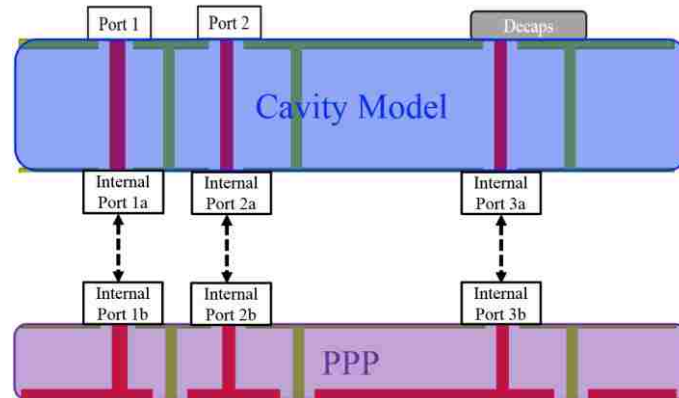 Port 1
Port 2
Decaps
Cavity Model
Internal
Port 1a
Internal
Port 2a
Internal
Port 3a
Internal
Port 1b
Internal
Port 2b
Internal
Port 3b
PPP